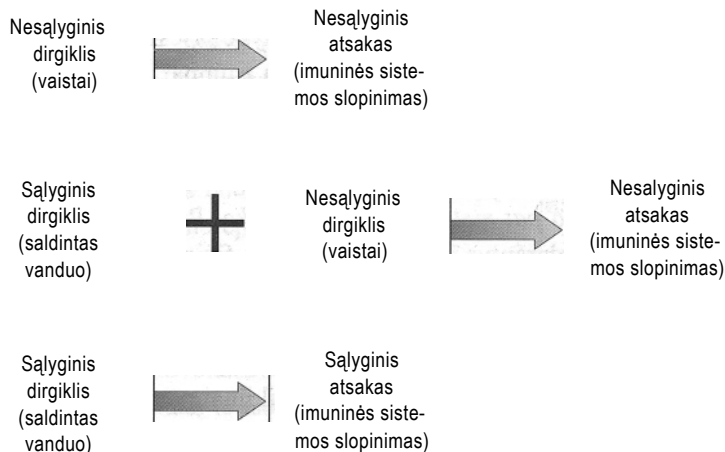 Nesąlyginis
dirgiklis
(vaistai)
Nesąlyginis
atsakas
(imuninės siste-
mos slopinimas)
Sąlyginis
dirgiklis
(saldintas
vanduo)
Nesąlyginis
dirgiklis
(vaistai)
Nesalyginis
atsakas
(imuninės siste-
mos slopinimas)
Sąlyginis
dirgiklis
(saldintas
vanduo)
Sąlyginis
atsakas
(imuninės siste-
mos slopinimas)